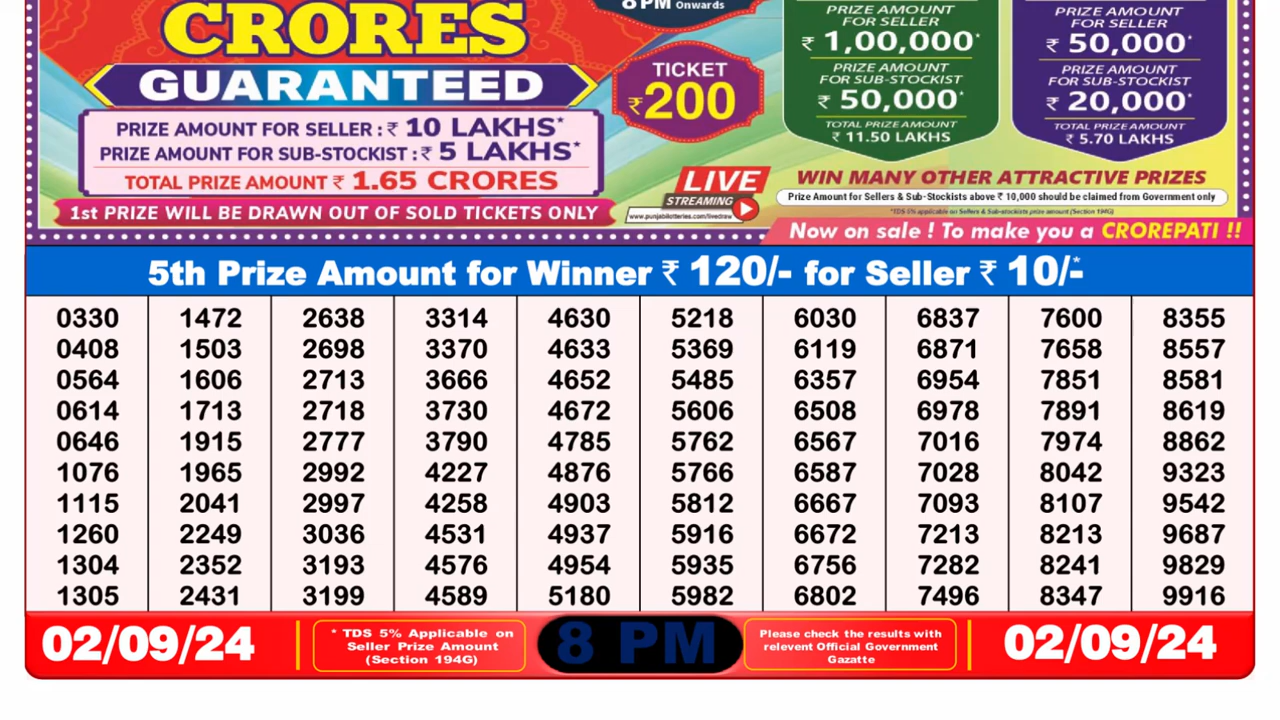 CRORES
GUARANTEED
PRIZE AMOUNT FOR SELLER : ₹ 10 LAKHS*
PRIZE AMOUNT FOR SUB-STOCKIST : ₹ 5 LAKHS*
TOTAL PRIZE AMOUNT ₹ 1.65 CRORES
1st PRIZE WILL BE DRAWN OUT OF SOLD TICKETS ONLY
8 PM Onwards
TICKET
₹200
LIVE
STREAMING
www.punjablotteries.com/livedraw
PRIZE AMOUNT
FOR SELLER
₹ 1,00,000*
PRIZE AMOUNT
FOR SUB-STOCKIST
₹ 50,000*
TOTAL PRIZE AMOUNT
₹ 11.50 LAKHS
PRIZE AMOUNT
FOR SELLER
₹ 50,000*
PRIZE AMOUNT
FOR SUB-STOCKIST
₹ 20,000*
TOTAL PRIZE AMOUNT
₹ 5.70 LAKHS
WIN MANY OTHER ATTRACTIVE PRIZES
Prize Amount for Sellers & Sub-Stockists above ₹ 10,000 should be claimed from Government only
*TDS 5% applicable on Sellers & Sub-stockists prize amount (Section 194G)
Now on sale ! To make you a CROREPATI !!
5th Prize Amount for Winner ₹ 120/- for Seller ₹ 10/-*
0330 1472 2638 3314 4630 5218 6030 6837 7600 8355
0408 1503 2698 3370 4633 5369 6119 6871 7658 8557
0564 1606 2713 3666 4652 5485 6357 6954 7851 8581
0614 1713 2718 3730 4672 5606 6508 6978 7891 8619
0646 1915 2777 3790 4785 5762 6567 7016 7974 8862
1076 1965 2992 4227 4876 5766 6587 7028 8042 9323
1115 2041 2997 4258 4903 5812 6667 7093 8107 9542
1260 2249 3036 4531 4937 5916 6672 7213 8213 9687
1304 2352 3193 4576 4954 5935 6756 7282 8241 9829
1305 2431 3199 4589 5180 5982 6802 7496 8347 9916
02/09/24
* TDS 5% Applicable on
Seller Prize Amount
(Section 194G)
8 PM
Please check the results with
relevent Official Government
Gazatte
02/09/24